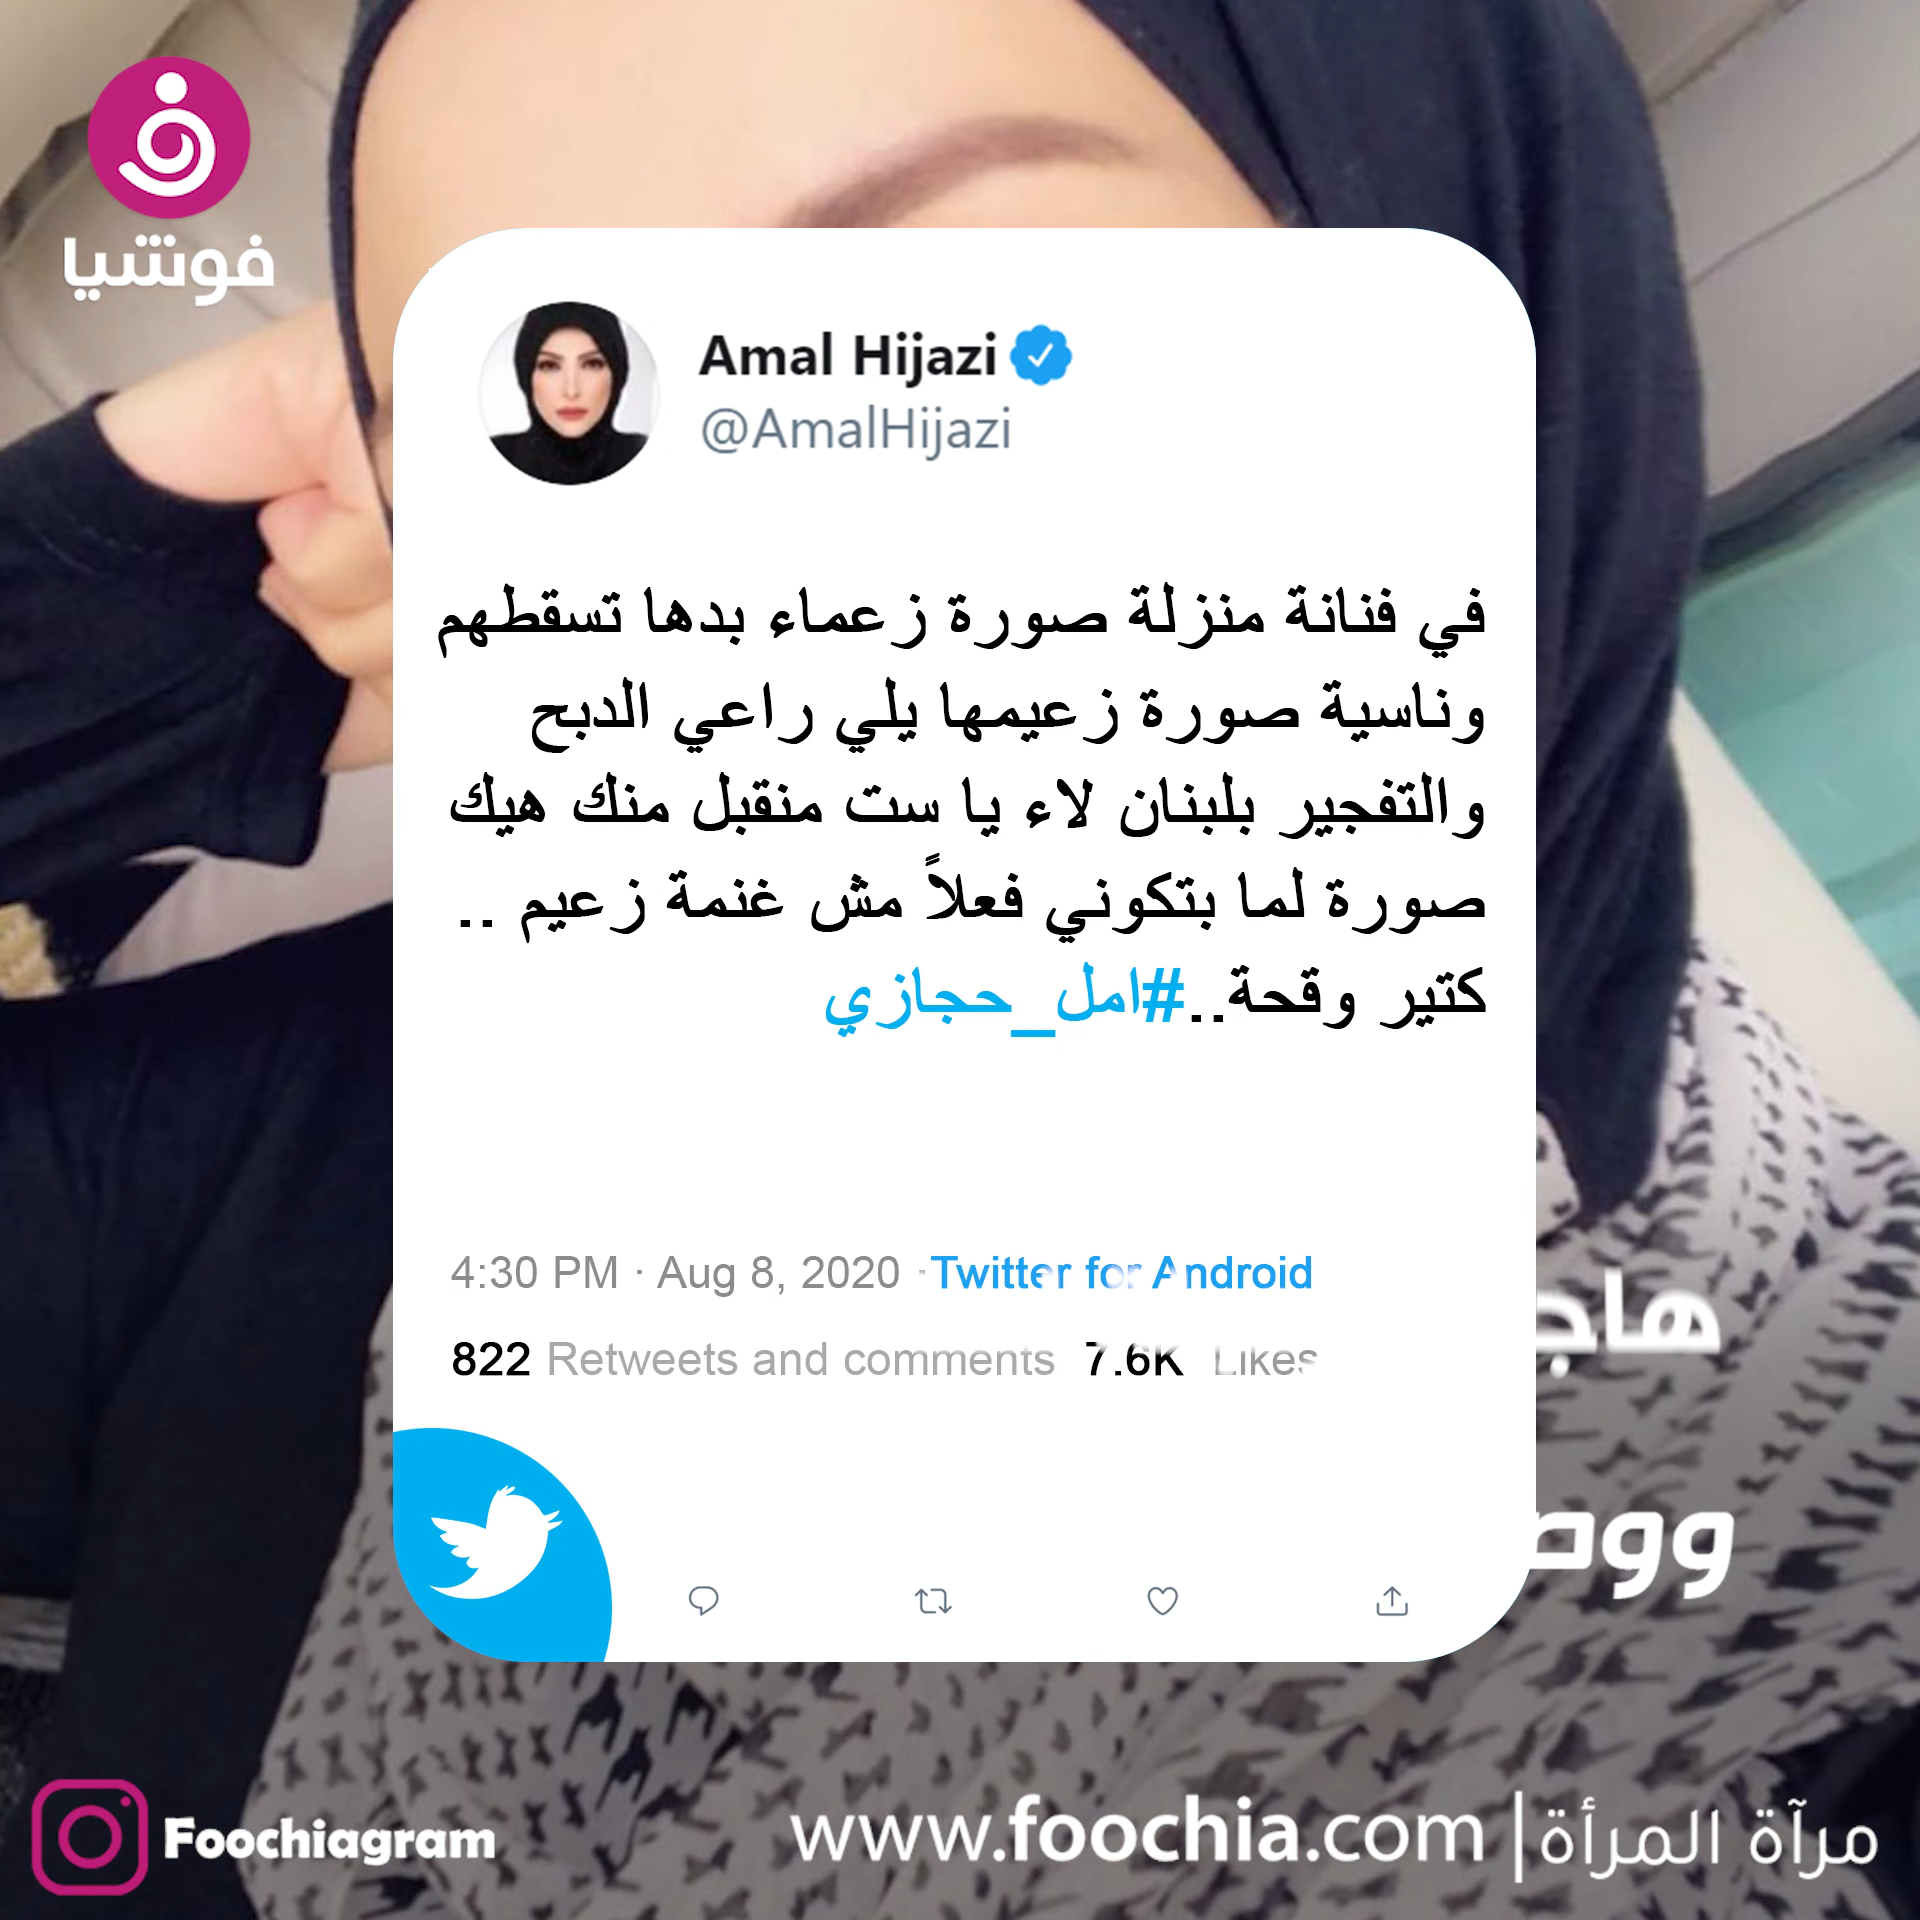 فوشيا
Amal Hijazi
@AmalHijazi
في فنانة منزلة صورة زعماء بدها تسقطهم
وناسية صورة زعيمها يلي راعي الدبح
والتفجير بلبنان لاء يا ست منقبل منك هيك
صورة لما بتكوني فعلاً مش غنمة زعيم ..
كتير وقحة..#امل_حجازي
4:30 PM · Aug 8, 2020 · Twitter for Android
822 Retweets and comments 7.6K Likes
Foochiagram
www.foochia.com | مرآة المرأة